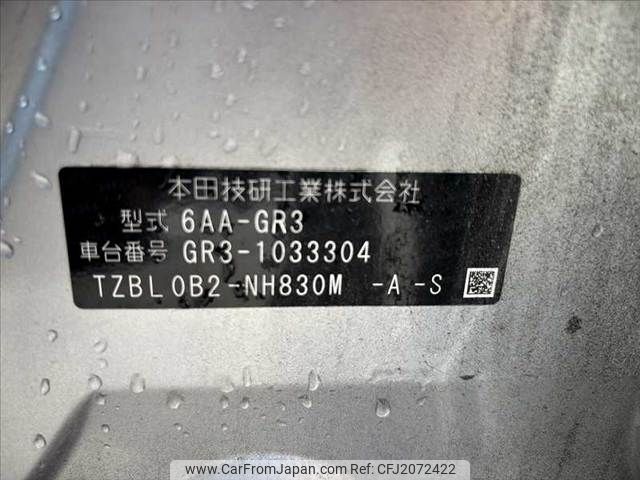 本田技研工業株式会社
型式 6AA-GR3
車台番号 GR3-1033304
TZBL0B2-NH830M -A -S
www.CarFromJapan.com | Ref No. CFJ2072422